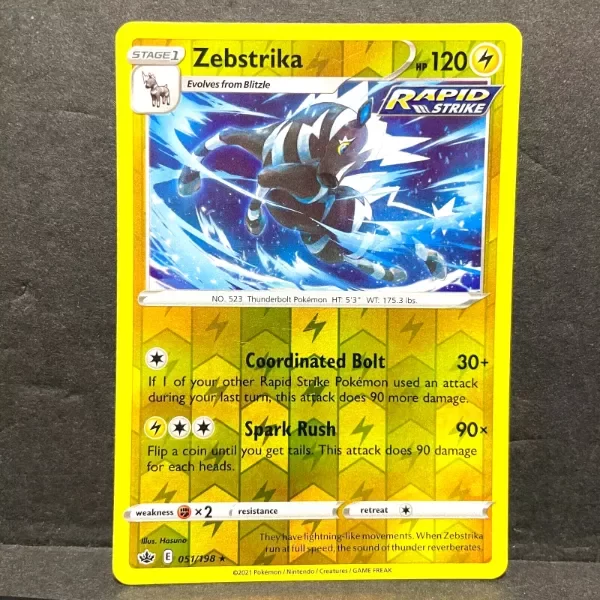 STAGE 1 Zebstrika HP 120
Evolves from Blitzle
RAPID
STRIKE
NO. 523 Thunderbolt Pokémon HT: 5'3" WT: 175.3 lbs.
Coordinated Bolt 30+
If 1 of your other Rapid Strike Pokémon used an attack
during your last turn, this attack does 90 more damage.
Spark Rush 90×
Flip a coin until you get tails. This attack does 90 damage
for each heads.
weakness ×2 resistance retreat
Illus. Hasuno
They have lightning-like movements. When Zebstrika
run at full speed, the sound of thunder reverberates.
E 051/198 ★
©2021 Pokémon / Nintendo / Creatures / GAME FREAK